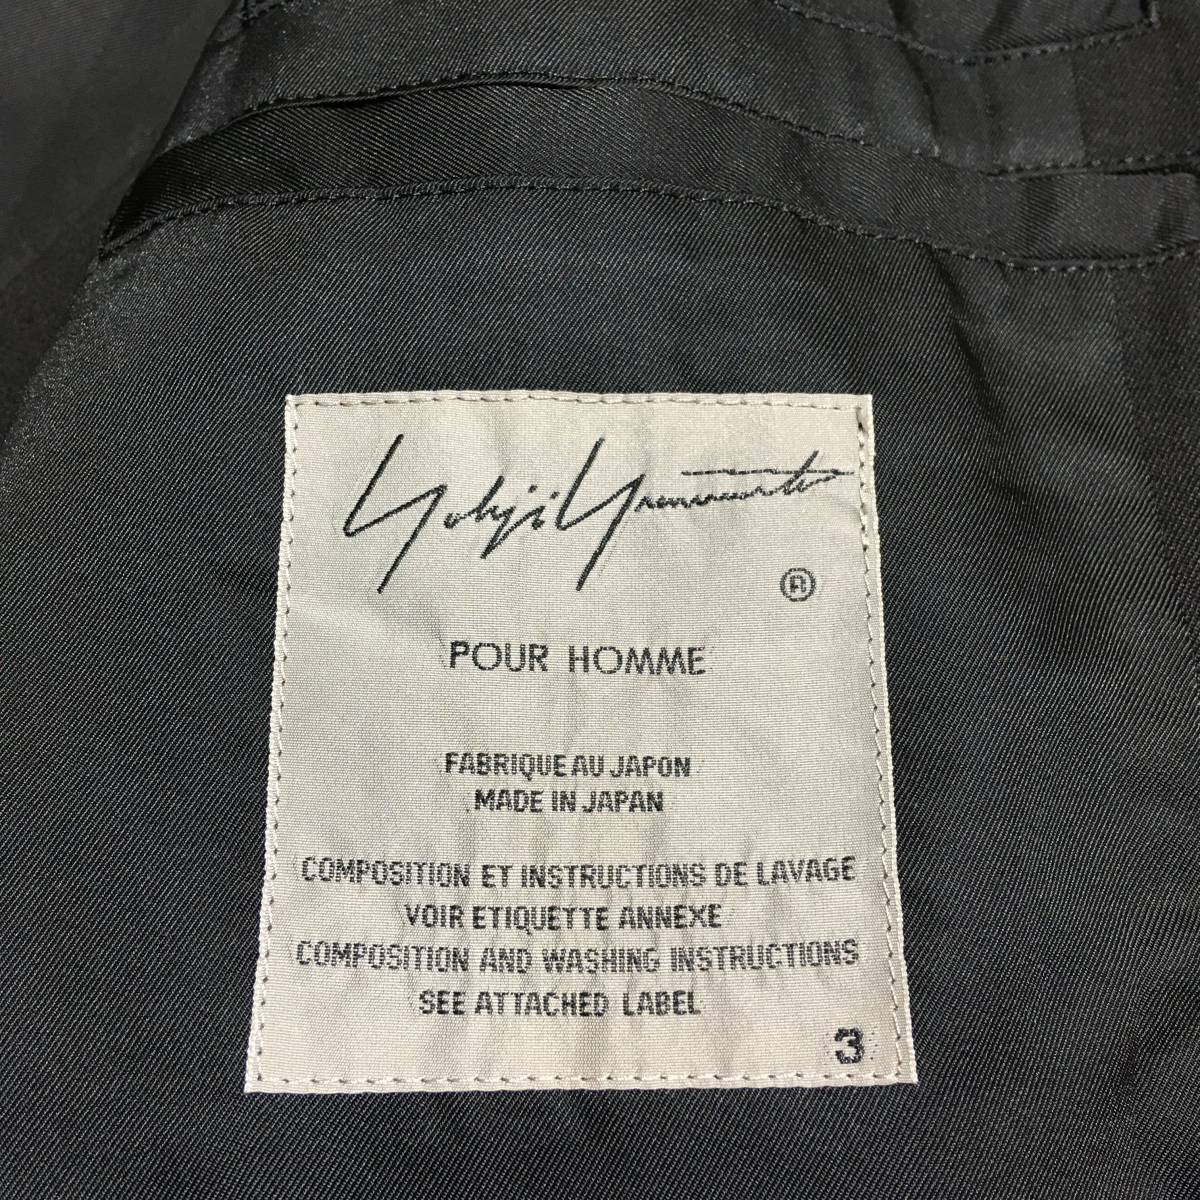 Yohji Yamamoto
®
POUR HOMME
FABRIQUE AU JAPON
MADE IN JAPAN
COMPOSITION ET INSTRUCTIONS DE LAVAGE
VOIR ETIQUETTE ANNEXE
COMPOSITION AND WASHING INSTRUCTIONS
SEE ATTACHED LABEL
3